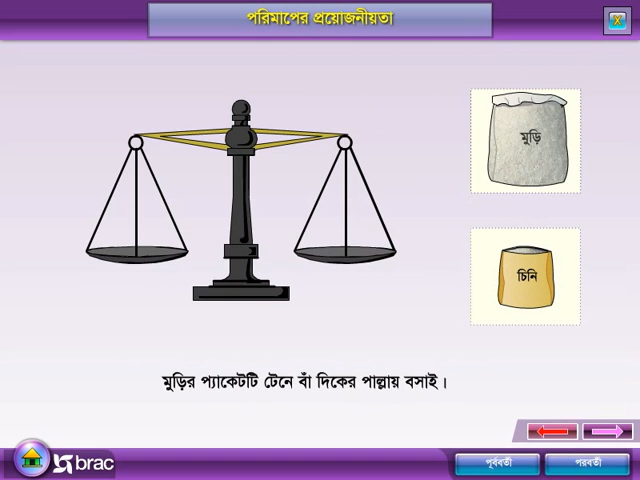 পরিমাপের প্রয়োজনীয়তা
X
মুড়ি
চিনি
মুড়ির প্যাকেটটি টেনে বাঁ দিকের পাল্লায় বসাই।
brac
পূর্ববর্তী
পরবর্তী